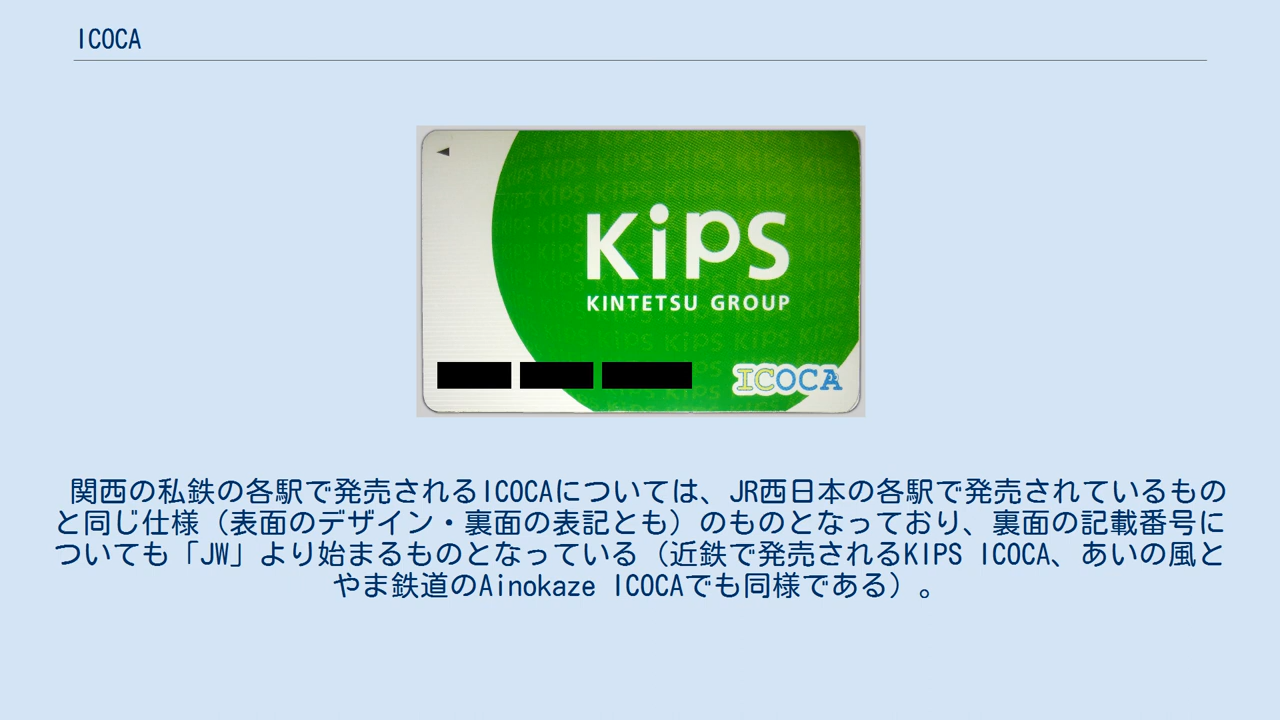 ICOCA
KiPS
KINTETSU GROUP
ICOCA
関西の私鉄の各駅で発売されるICOCAについては、JR西日本の各駅で発売されているもの
と同じ仕様（表面のデザイン・裏面の表記とも）のものとなっており、裏面の記載番号に
ついても「JW」より始まるものとなっている（近鉄で発売されるKIPS ICOCA、あいの風と
やま鉄道のAinokaze ICOCAでも同様である）。